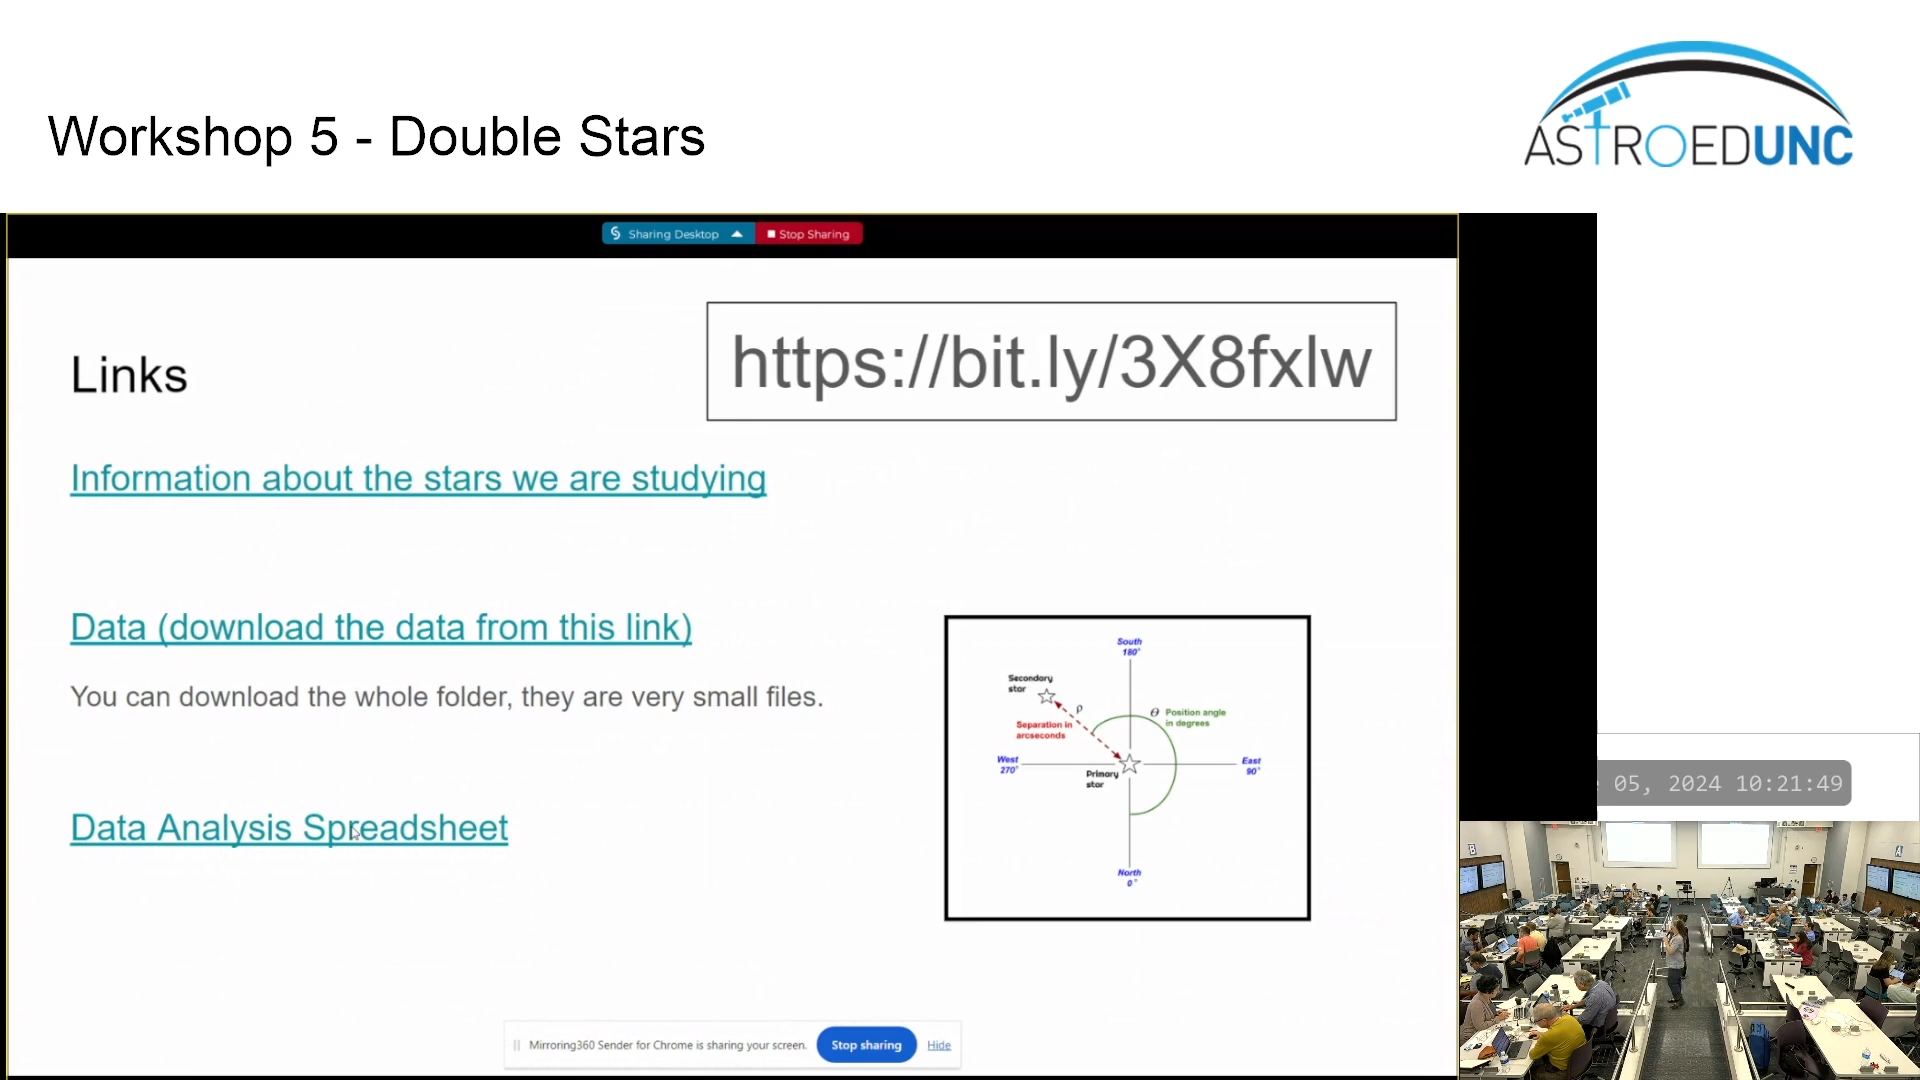 Workshop 5 - Double Stars
ASTROEDUNC
Sharing Desktop
Stop Sharing
https://bit.ly/3X8fxlw
Links
Information about the stars we are studying
Data (download the data from this link)
You can download the whole folder, they are very small files.
Data Analysis Spreadsheet
South
180°
Secondary
star
ρ
Separation in
arcseconds
θ Position angle
in degrees
West
270°
East
90°
Primary
star
North
0°
05, 2024 10:21:49
B
A
Mirroring360 Sender for Chrome is sharing your screen.
Stop sharing
Hide